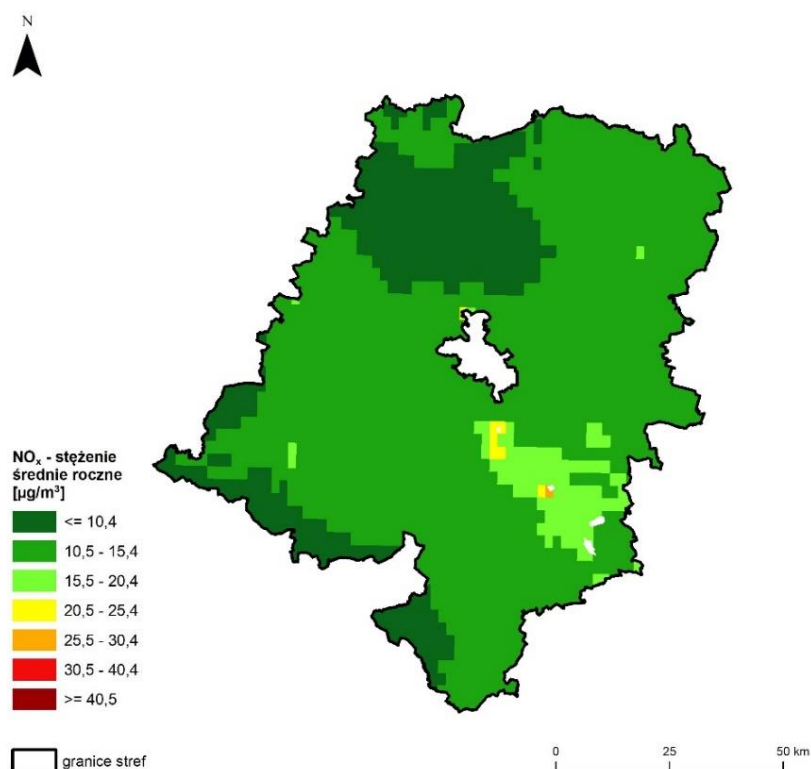 N
NOₓ - stężenie
średnie roczne
[µg/m³]
<= 10,4
10,5 - 15,4
15,5 - 20,4
20,5 - 25,4
25,5 - 30,4
30,5 - 40,4
>= 40,5
granice stref
0 25 50 km